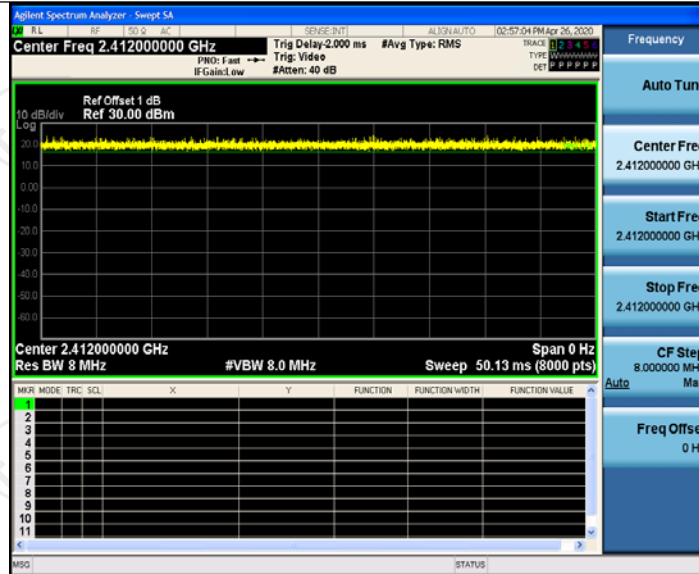 Agilent Spectrum Analyzer - Swept SA
RL RF 50 Ω AC SENSE:INT ALIGN AUTO 02:57:04 PM Apr 26, 2020
Center Freq 2.412000000 GHz
PNO: Fast
IFGain:Low
Trig Delay-2.000 ms
Trig: Video
#Atten: 40 dB
#Avg Type: RMS
TRACE 1 2 3 4 5 6
TYPE
DET P P P P P P
Ref Offset 1 dB
10 dB/div Ref 30.00 dBm
Log
20.0
10.0
0.00
-10.0
-20.0
-30.0
-40.0
-50.0
-60.0
Center 2.412000000 GHz Span 0 Hz
Res BW 8 MHz #VBW 8.0 MHz Sweep 50.13 ms (8000 pts)
MKR MODE TRC SCL X Y FUNCTION FUNCTION WIDTH FUNCTION VALUE
1
2
3
4
5
6
7
8
9
10
11
MSG STATUS
Frequency
Auto Tun
Center Fre
2.412000000 GH
Start Fre
2.412000000 GH
Stop Fre
2.412000000 GH
CF Step
8.000000 MH
Auto Ma
Freq Offse
0 H